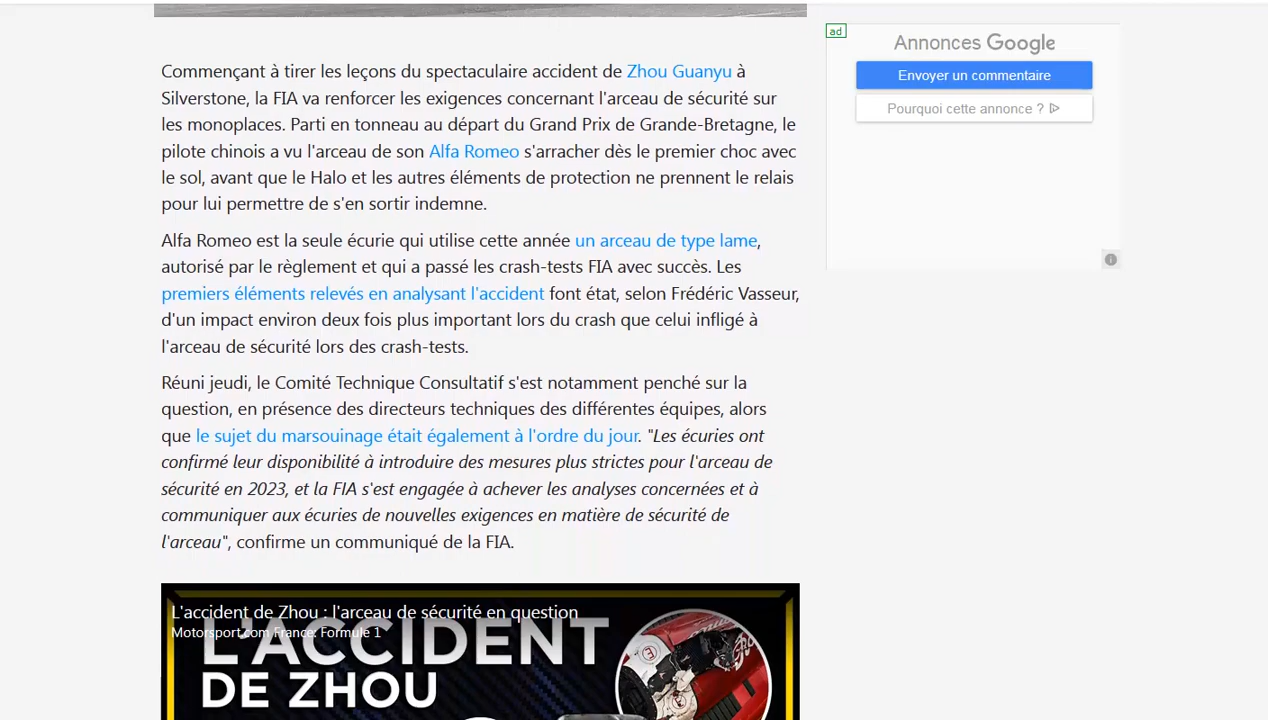 Commençant à tirer les leçons du spectaculaire accident de Zhou Guanyu à
Silverstone, la FIA va renforcer les exigences concernant l'arceau de sécurité sur
les monoplaces. Parti en tonneau au départ du Grand Prix de Grande-Bretagne, le
pilote chinois a vu l'arceau de son Alfa Romeo s'arracher dès le premier choc avec
le sol, avant que le Halo et les autres éléments de protection ne prennent le relais
pour lui permettre de s'en sortir indemne.
Alfa Romeo est la seule écurie qui utilise cette année un arceau de type lame,
autorisé par le règlement et qui a passé les crash-tests FIA avec succès. Les
premiers éléments relevés en analysant l'accident font état, selon Frédéric Vasseur,
d'un impact environ deux fois plus important lors du crash que celui infligé à
l'arceau de sécurité lors des crash-tests.
Réuni jeudi, le Comité Technique Consultatif s'est notamment penché sur la
question, en présence des directeurs techniques des différentes équipes, alors
que le sujet du marsouinage était également à l'ordre du jour. "Les écuries ont
confirmé leur disponibilité à introduire des mesures plus strictes pour l'arceau de
sécurité en 2023, et la FIA s'est engagée à achever les analyses concernées et à
communiquer aux écuries de nouvelles exigences en matière de sécurité de
l'arceau", confirme un communiqué de la FIA.
L'accident de Zhou : l'arceau de sécurité en question
Motorsport.com France: Formule 1
L'ACCIDENT
DE ZHOU
ad
Annonces Google
Envoyer un commentaire
Pourquoi cette annonce ?